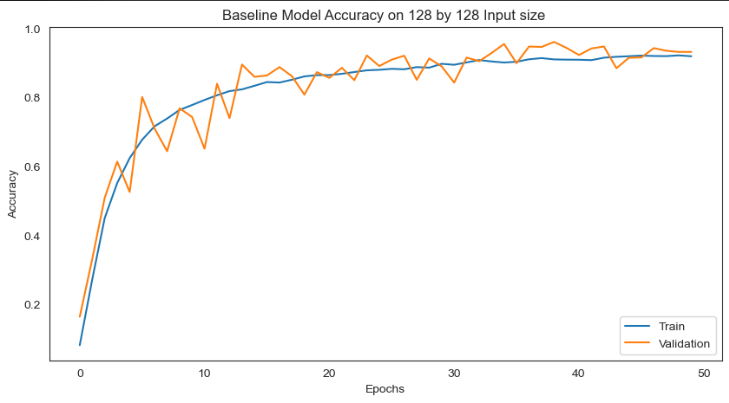 Baseline Model Accuracy on 128 by 128 Input size
1.0
0.8
0.6
0.4
0.2
Accuracy
0 10 20 30 40 50
Epochs
Train
Validation